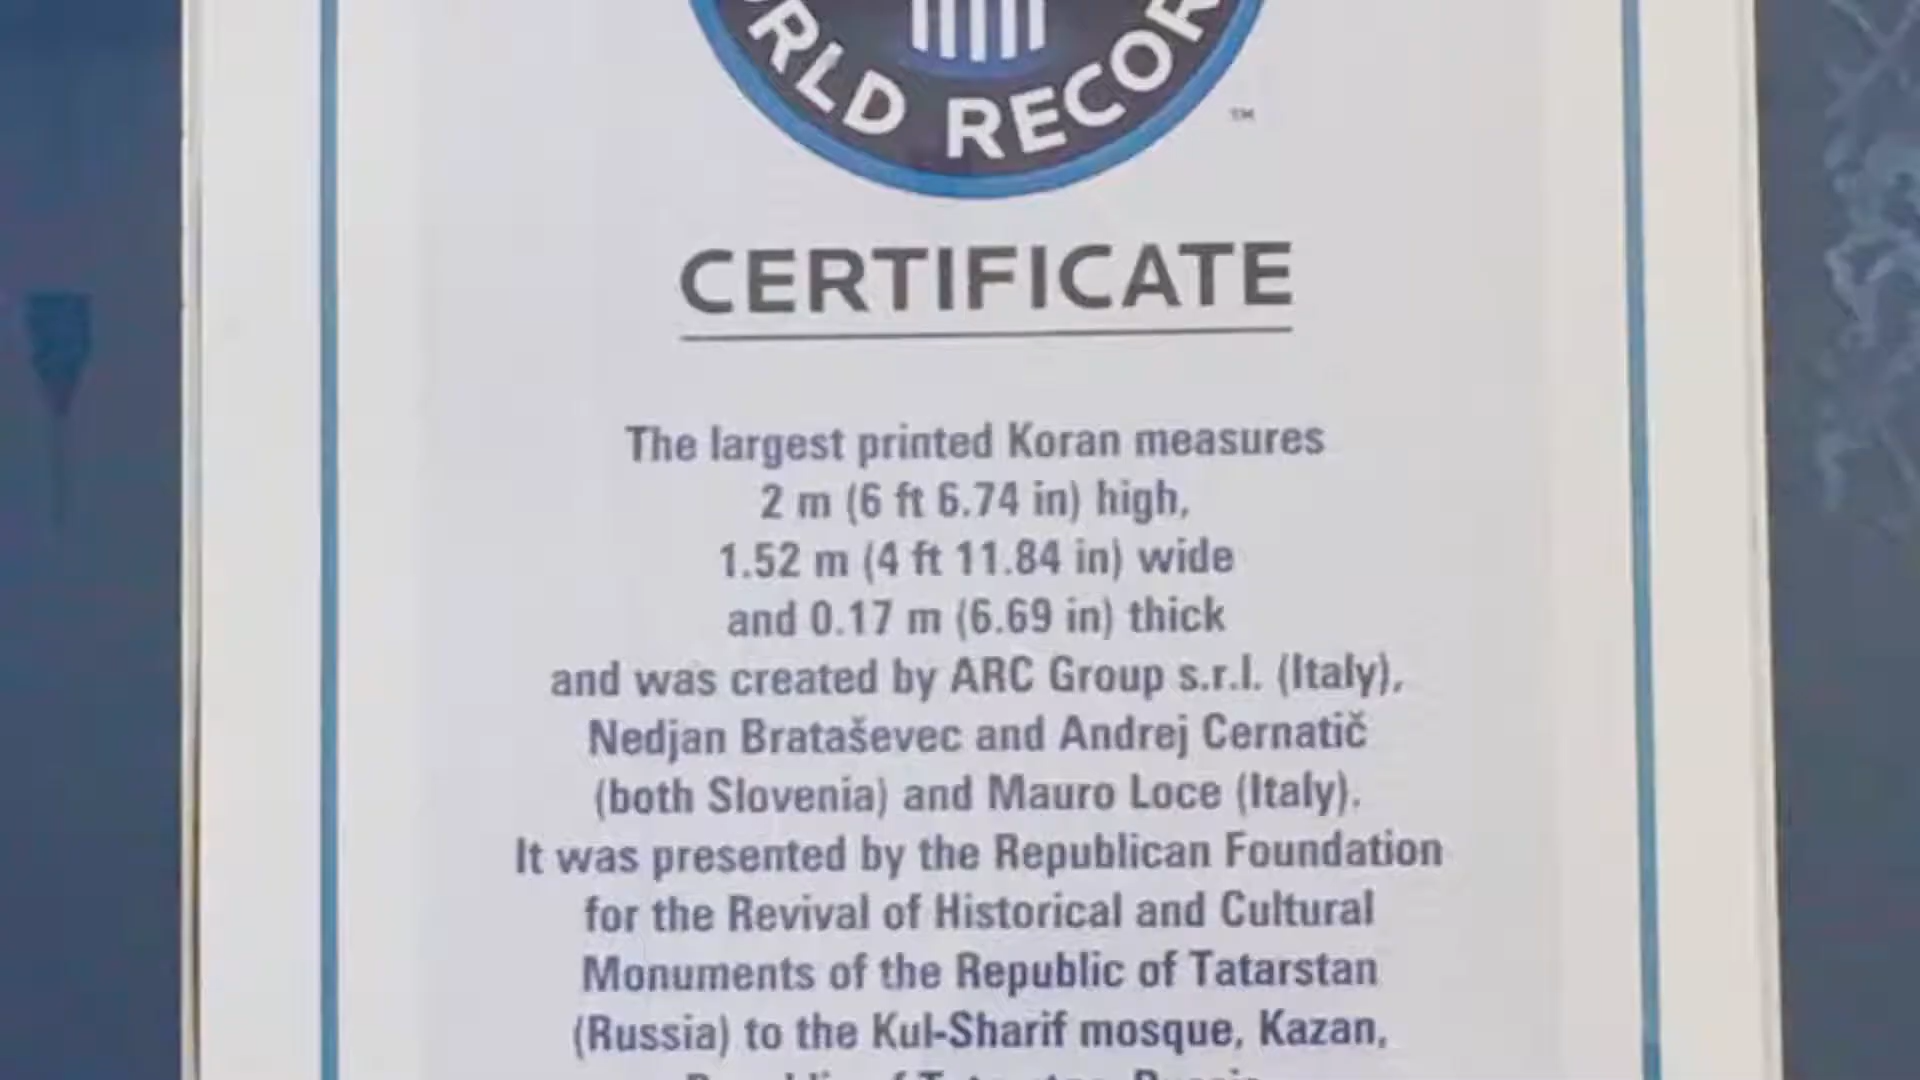 WORLD RECOR
TM
CERTIFICATE
The largest printed Koran measures
2 m (6 ft 6.74 in) high,
1.52 m (4 ft 11.84 in) wide
and 0.17 m (6.69 in) thick
and was created by ARC Group s.r.l. (Italy),
Nedjan Brataševec and Andrej Cernatič
(both Slovenia) and Mauro Loce (Italy).
It was presented by the Republican Foundation
for the Revival of Historical and Cultural
Monuments of the Republic of Tatarstan
(Russia) to the Kul-Sharif mosque, Kazan,